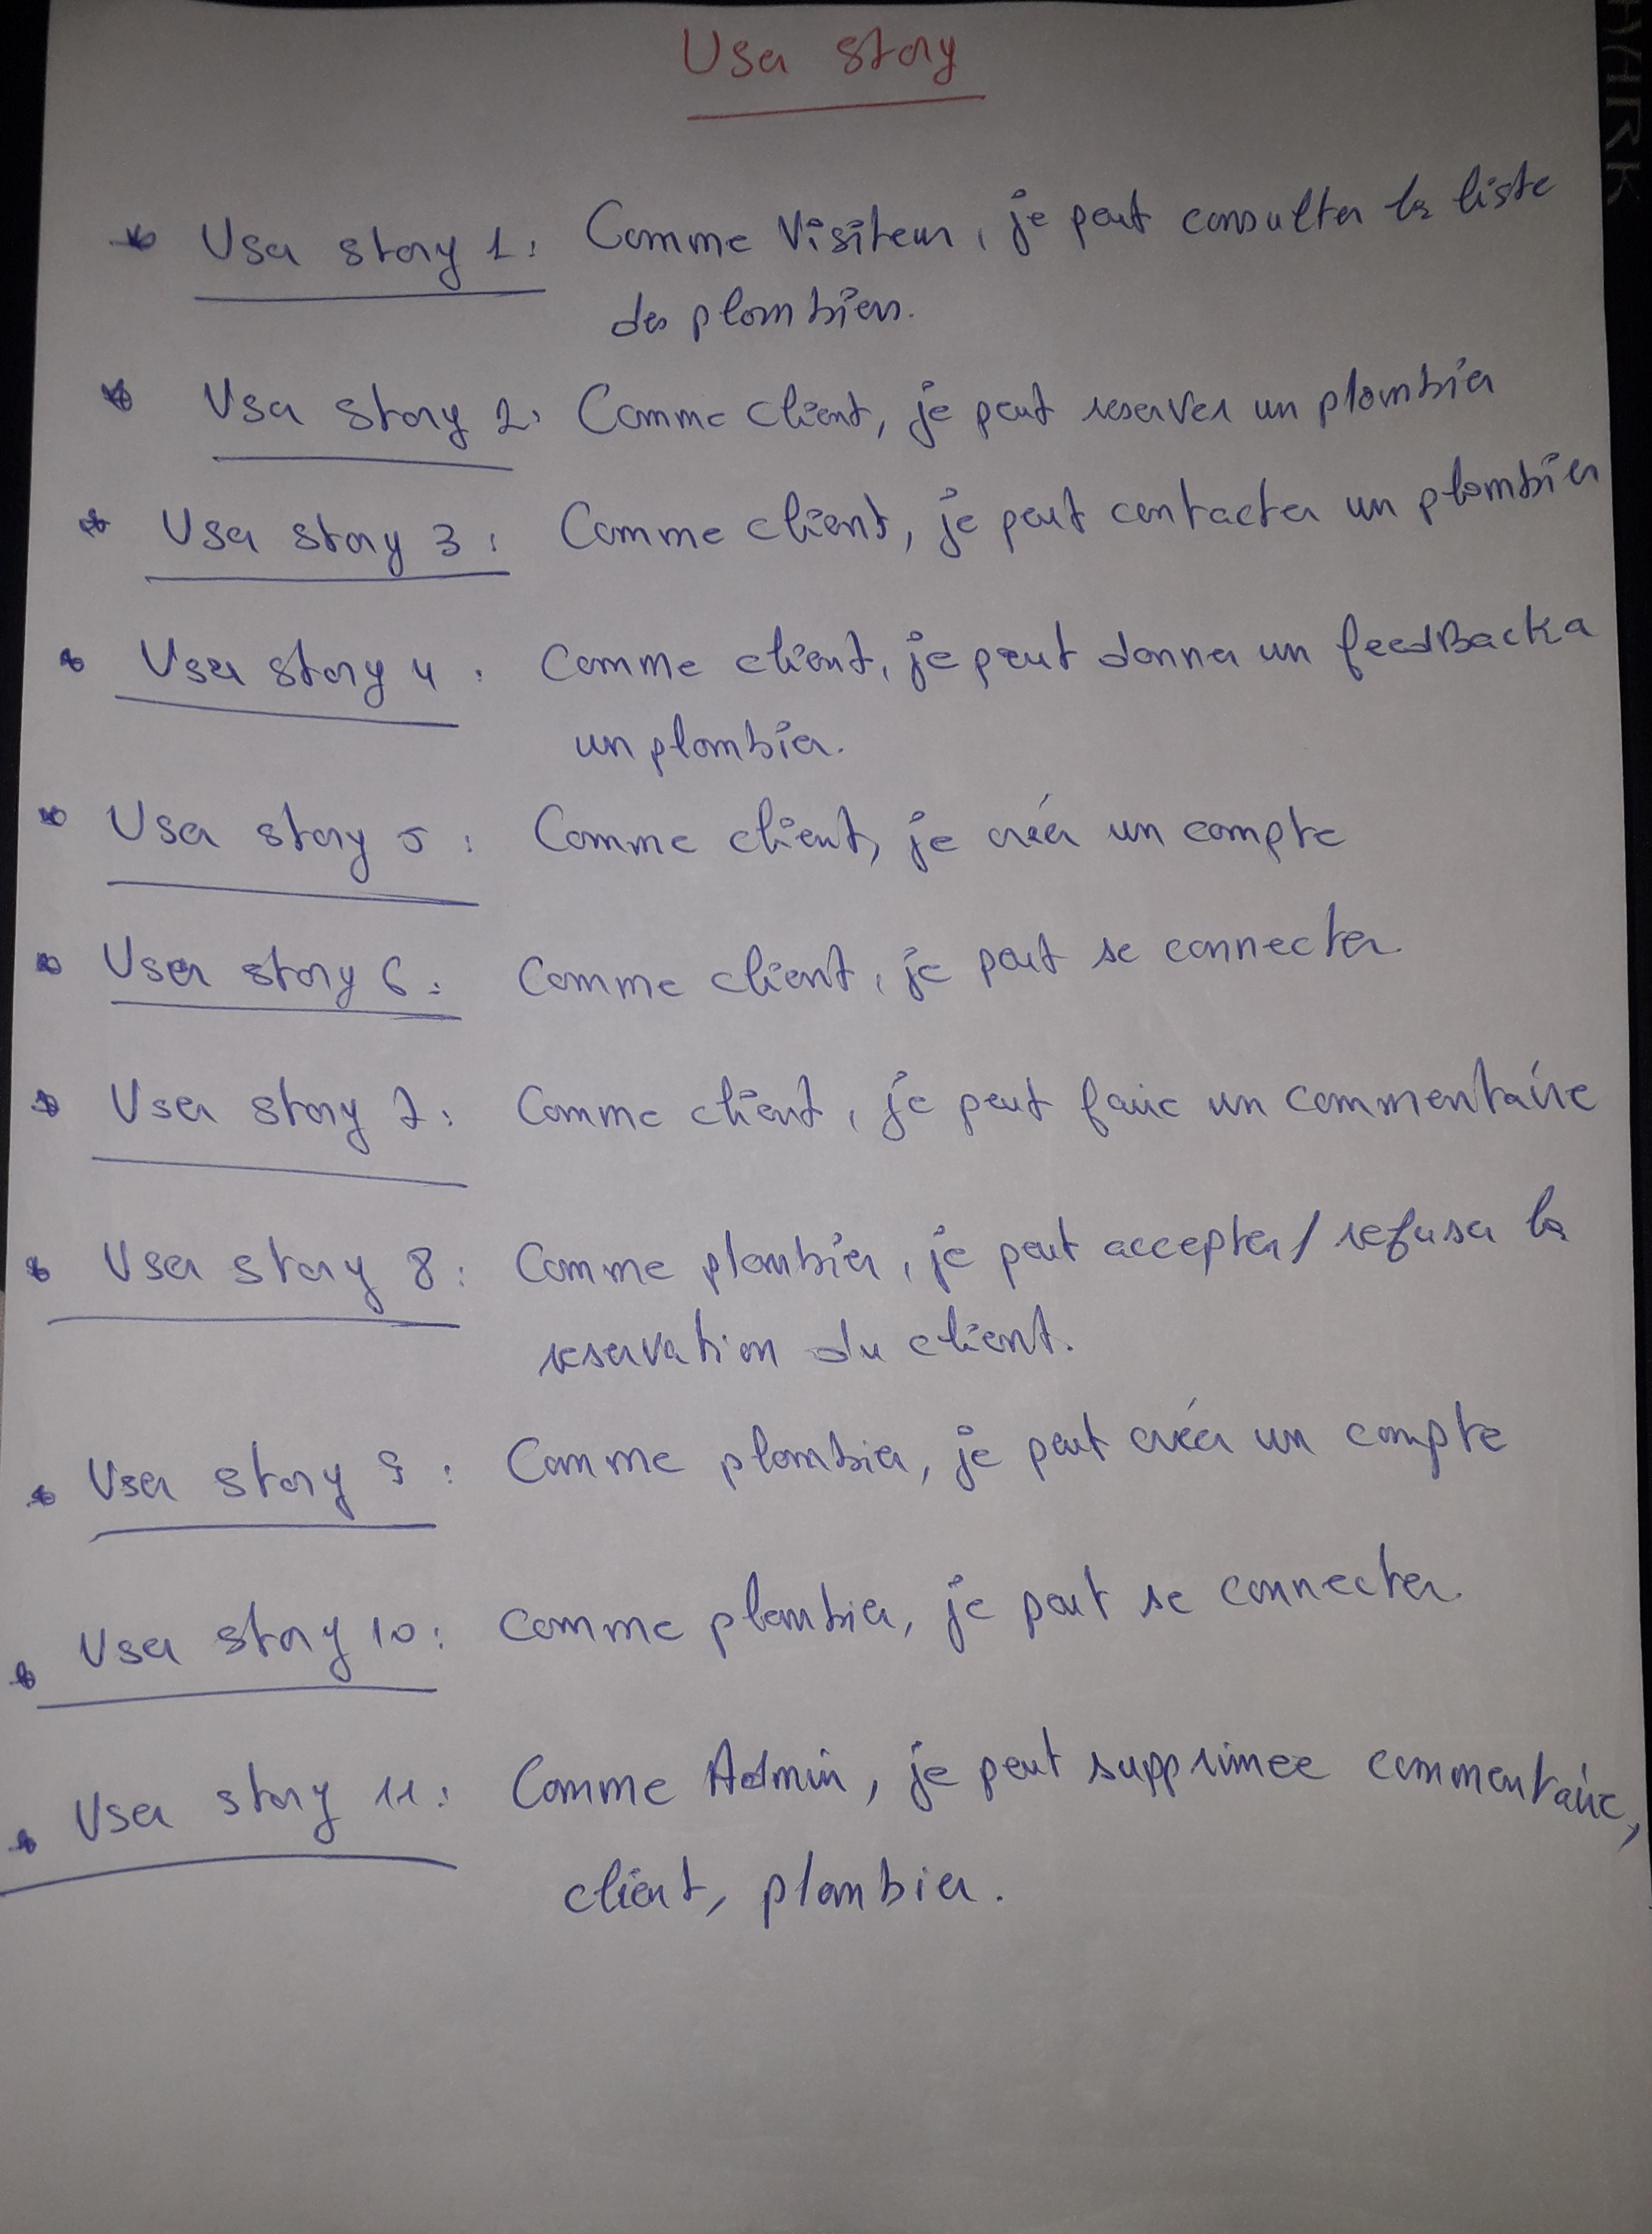 User story
* User story 1: Comme Visiteur, je peut consulter la liste
des plombiers.
* User story 2: Comme client, je peut reserver un plombier
* User story 3: Comme client, je peut contacter un plombier
* User story 4: Comme client, je peut donner un feedBack a
un plombier.
* User story 5: Comme client, je créer un compte
* User story 6: Comme client, je peut se connecter.
* User story 7: Comme client, je peut faire un commentaire
* User story 8: Comme plombier, je peut accepter/refuser la
reservation du client.
* User story 9: Comme plombier, je peut créer un compte
* User story 10: Comme plombier, je peut se connecter.
* User story 11: Comme Admin, je peut supprimee commentaire,
client, plombier.